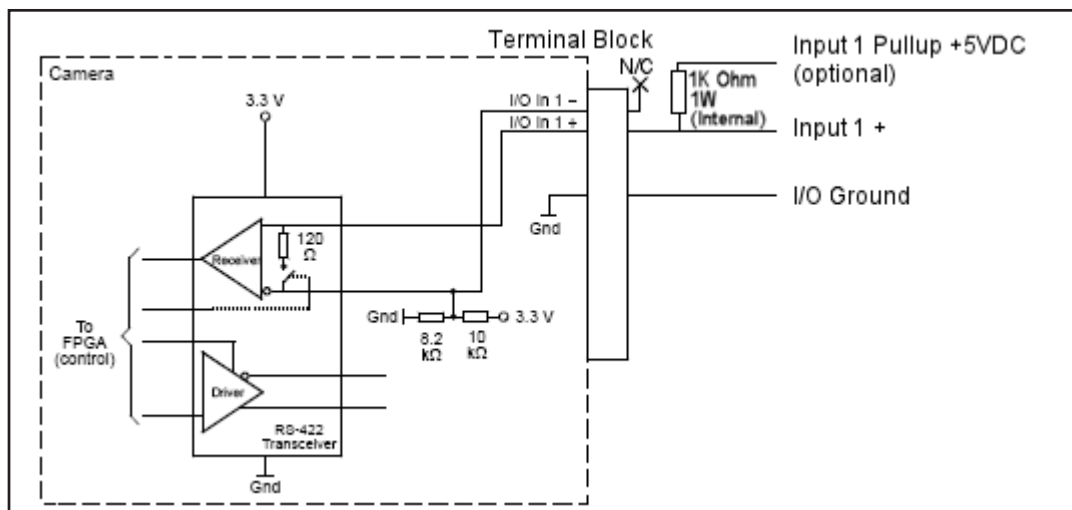 Terminal Block
N/C
Input 1 Pullup +5VDC
(optional)
Camera
1K Ohm
1W
(Internal)
3.3 V
I/O In 1 –
I/O In 1 +
Input 1 +
I/O Ground
Gnd
120
Ω
Receiver
Gnd
3.3 V
8.2
kΩ
10
kΩ
To
FPGA
(control)
Driver
RS-422
Transceiver
Gnd